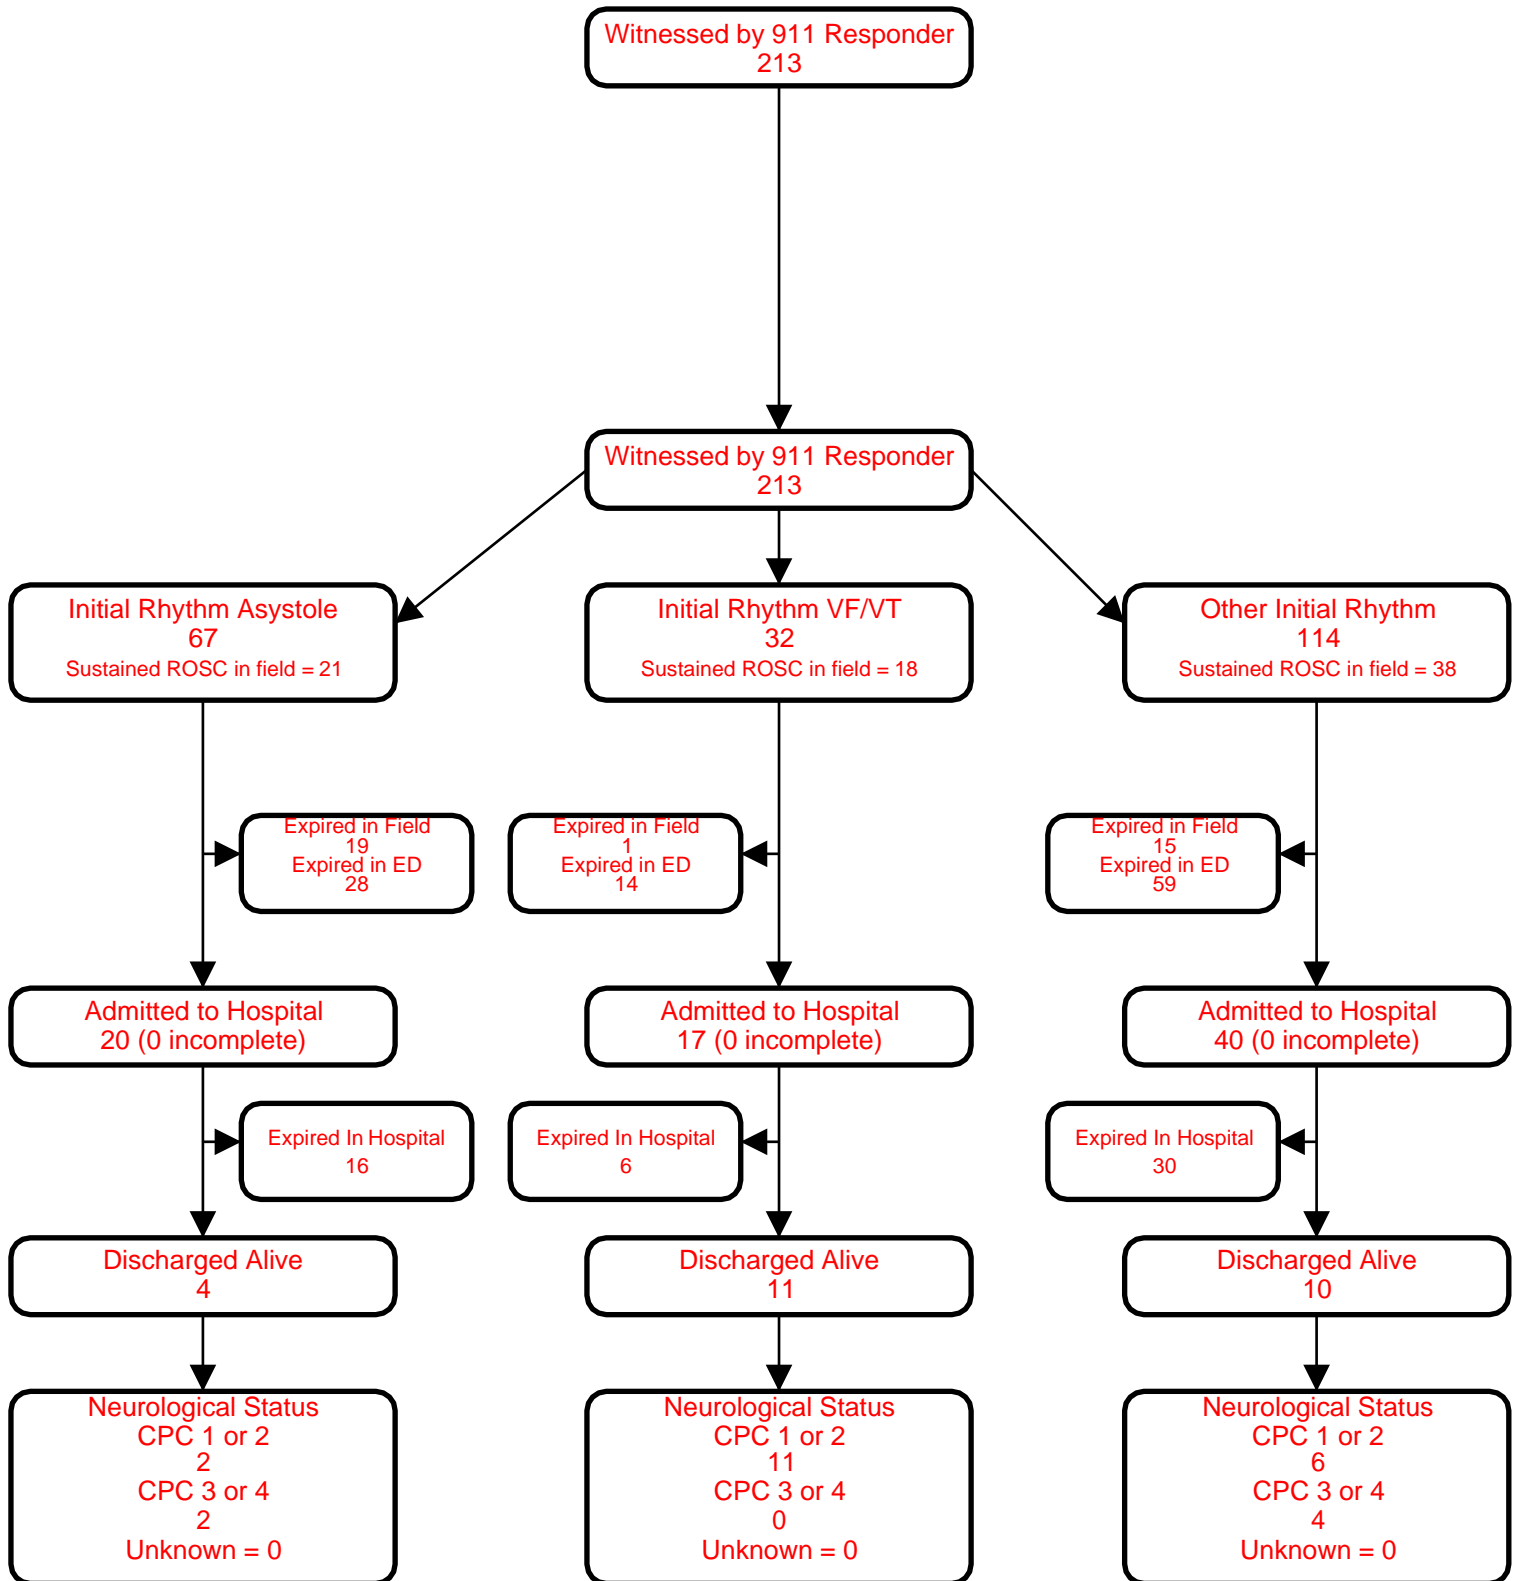 Witnessed by 911 Responder
213
Witnessed by 911 Responder
213
Initial Rhythm Asystole
67
Sustained ROSC in field = 21
Initial Rhythm VF/VT
32
Sustained ROSC in field = 18
Other Initial Rhythm
114
Sustained ROSC in field = 38
Expired in Field
19
Expired in ED
28
Expired in Field
1
Expired in ED
14
Expired in Field
15
Expired in ED
59
Admitted to Hospital
20 (0 incomplete)
Admitted to Hospital
17 (0 incomplete)
Admitted to Hospital
40 (0 incomplete)
Expired In Hospital
16
Expired In Hospital
6
Expired In Hospital
30
Discharged Alive
4
Discharged Alive
11
Discharged Alive
10
Neurological Status
CPC 1 or 2
2
CPC 3 or 4
2
Unknown = 0
Neurological Status
CPC 1 or 2
11
CPC 3 or 4
0
Unknown = 0
Neurological Status
CPC 1 or 2
6
CPC 3 or 4
4
Unknown = 0